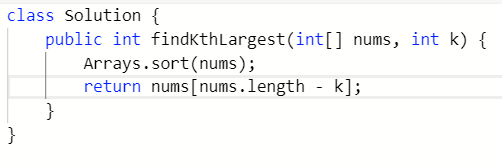 class Solution {
    public int findKthLargest(int[] nums, int k) {
        Arrays.sort(nums);
        return nums[nums.length - k];
    }
}